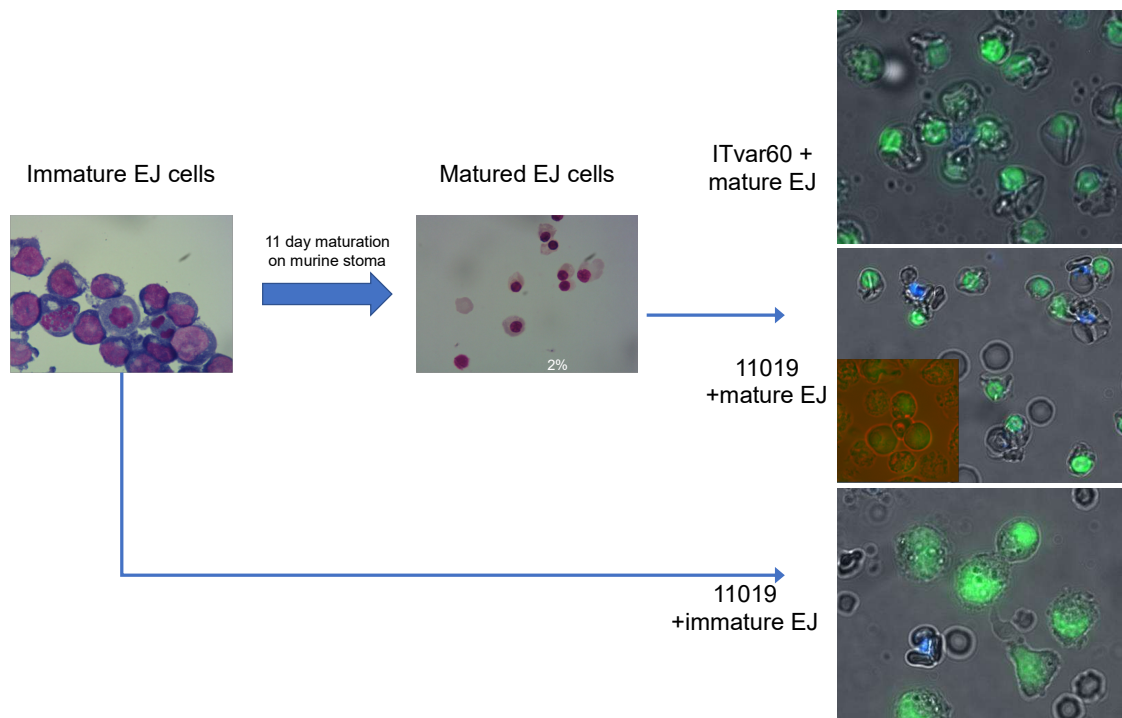 Immature EJ cells
11 day maturation
on murine stoma
Matured EJ cells
2%
ITvar60 +
mature EJ
11019
+mature EJ
11019
+immature EJ